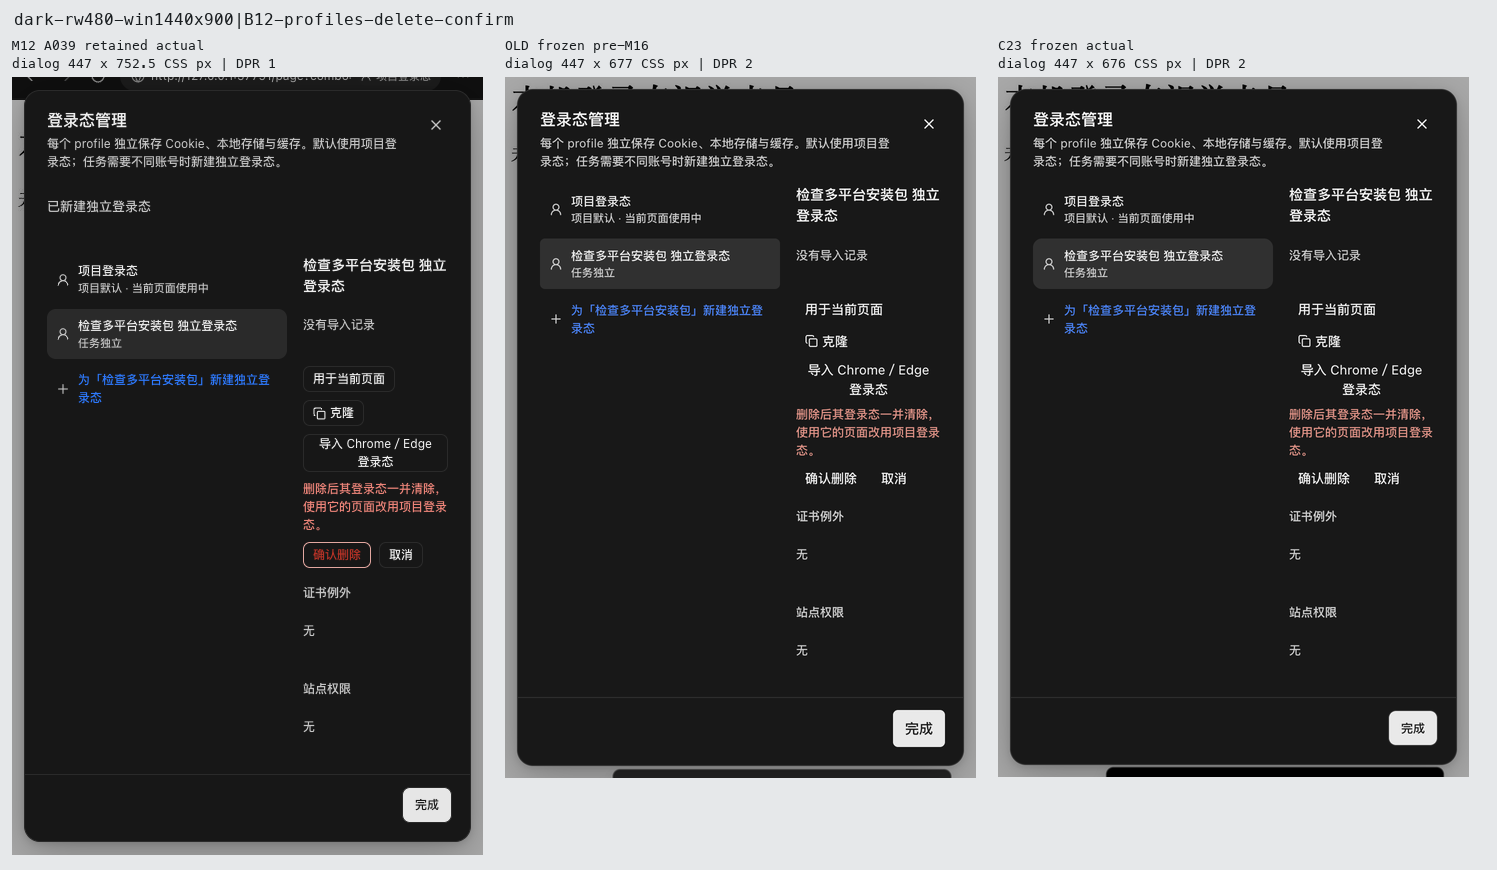 dark-rw480-win1440x900|B12-profiles-delete-confirm
M12 A039 retained actual
dialog 447 x 752.5 CSS px | DPR 1
登录态管理
每个 profile 独立保存 Cookie、本地存储与缓存。默认使用项目登
录态；任务需要不同账号时新建独立登录态。
已新建独立登录态
项目登录态
项目默认 · 当前页面使用中
检查多平台安装包 独立登录态
任务独立
为「检查多平台安装包」新建独立登
录态
检查多平台安装包 独立
登录态
没有导入记录
用于当前页面
克隆
导入 Chrome / Edge
登录态
删除后其登录态一并清除，
使用它的页面改用项目登录
态。
确认删除 取消
证书例外
无
站点权限
无
完成
OLD frozen pre-M16
dialog 447 x 677 CSS px | DPR 2
登录态管理
每个 profile 独立保存 Cookie、本地存储与缓存。默认使用项目登
录态；任务需要不同账号时新建独立登录态。
项目登录态
项目默认 · 当前页面使用中
检查多平台安装包 独立登录态
任务独立
为「检查多平台安装包」新建独立登
录态
检查多平台安装包 独立
登录态
没有导入记录
用于当前页面
克隆
导入 Chrome / Edge
登录态
删除后其登录态一并清除，
使用它的页面改用项目登录
态。
确认删除 取消
证书例外
无
站点权限
无
完成
C23 frozen actual
dialog 447 x 676 CSS px | DPR 2
登录态管理
每个 profile 独立保存 Cookie、本地存储与缓存。默认使用项目登
录态；任务需要不同账号时新建独立登录态。
项目登录态
项目默认 · 当前页面使用中
检查多平台安装包 独立登录态
任务独立
为「检查多平台安装包」新建独立登
录态
检查多平台安装包 独立
登录态
没有导入记录
用于当前页面
克隆
导入 Chrome / Edge
登录态
删除后其登录态一并清除，
使用它的页面改用项目登录
态。
确认删除 取消
证书例外
无
站点权限
无
完成